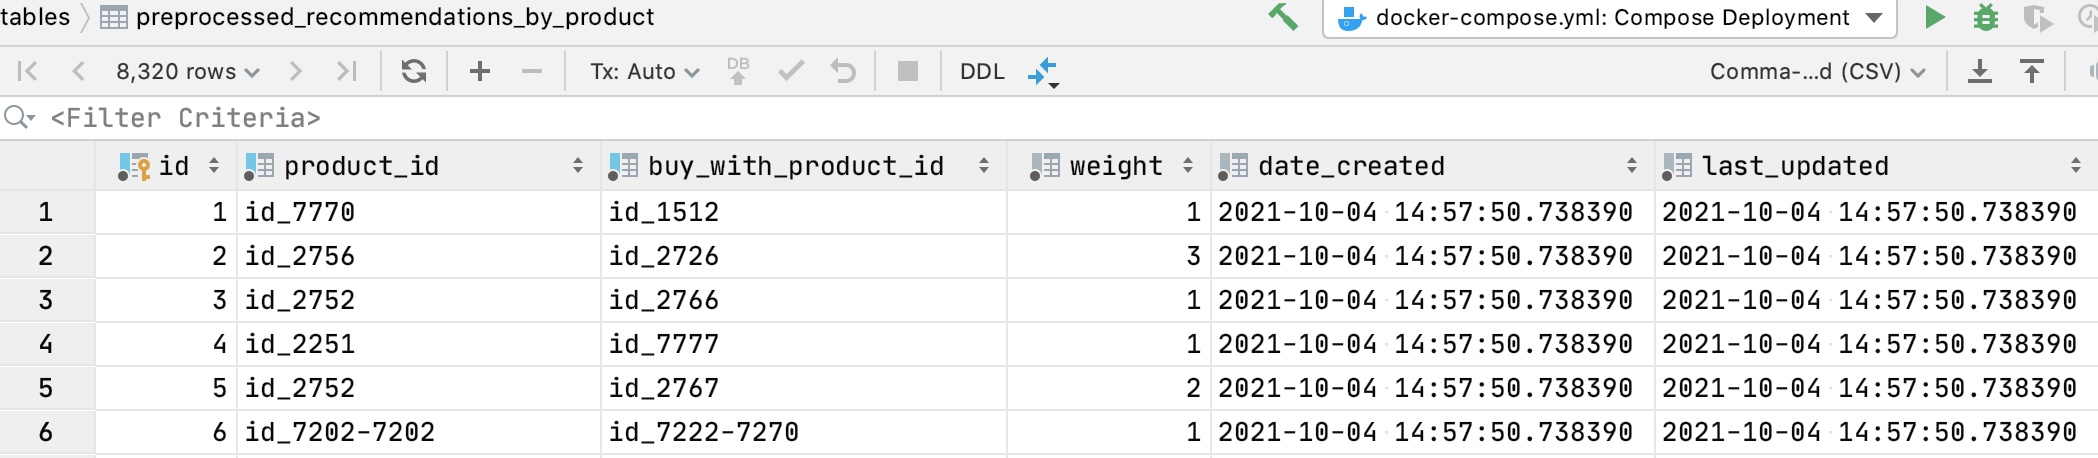 tables preprocessed_recommendations_by_product docker-compose.yml: Compose Deployment
8,320 rows Tx: Auto DB DDL Comma-...d (CSV)
<Filter Criteria>
id product_id buy_with_product_id weight date_created last_updated
1 1 id_7770 id_1512 1 2021-10-04 14:57:50.738390 2021-10-04 14:57:50.738390
2 2 id_2756 id_2726 3 2021-10-04 14:57:50.738390 2021-10-04 14:57:50.738390
3 3 id_2752 id_2766 1 2021-10-04 14:57:50.738390 2021-10-04 14:57:50.738390
4 4 id_2251 id_7777 1 2021-10-04 14:57:50.738390 2021-10-04 14:57:50.738390
5 5 id_2752 id_2767 2 2021-10-04 14:57:50.738390 2021-10-04 14:57:50.738390
6 6 id_7202-7202 id_7222-7270 1 2021-10-04 14:57:50.738390 2021-10-04 14:57:50.738390